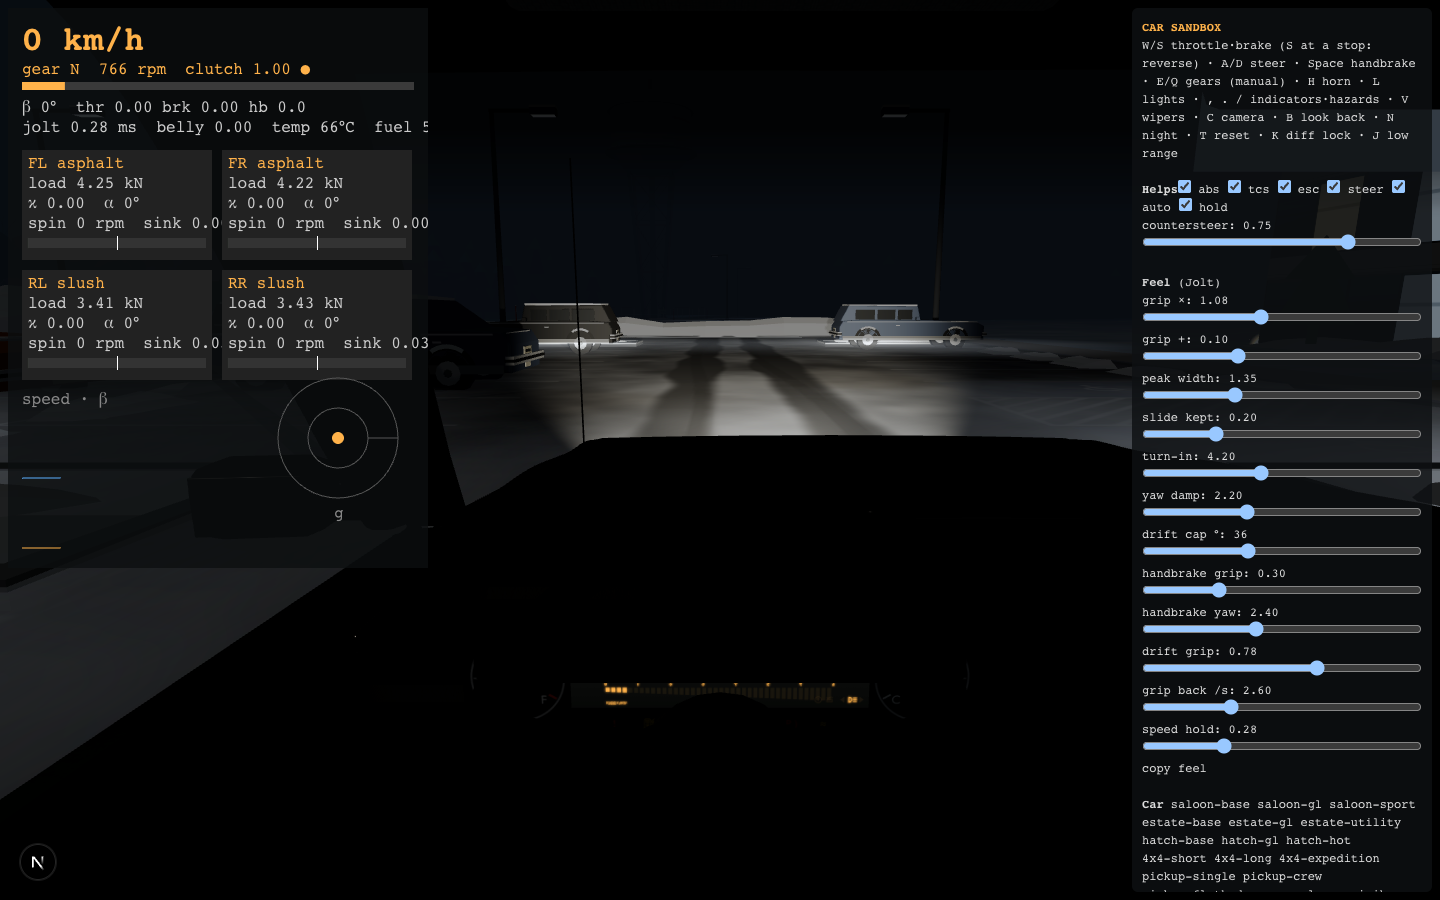 0 km/h
gear N 766 rpm clutch 1.00
β 0° thr 0.00 brk 0.00 hb 0.0
jolt 0.28 ms belly 0.00 temp 66°C fuel 5
FL asphalt
load 4.25 kN
ϰ 0.00 α 0°
spin 0 rpm sink 0.0
FR asphalt
load 4.22 kN
ϰ 0.00 α 0°
spin 0 rpm sink 0.00
RL slush
load 3.41 kN
ϰ 0.00 α 0°
spin 0 rpm sink 0.0
RR slush
load 3.43 kN
ϰ 0.00 α 0°
spin 0 rpm sink 0.03
speed · β
g
F
C
N
CAR SANDBOX
W/S throttle·brake (S at a stop:
reverse) · A/D steer · Space handbrake
· E/Q gears (manual) · H horn · L
lights · , . / indicators·hazards · V
wipers · C camera · B look back · N
night · T reset · K diff lock · J low
range
Helps abs tcs esc steer
auto hold
countersteer: 0.75
Feel (Jolt)
grip ×: 1.08
grip +: 0.10
peak width: 1.35
slide kept: 0.20
turn-in: 4.20
yaw damp: 2.20
drift cap °: 36
handbrake grip: 0.30
handbrake yaw: 2.40
drift grip: 0.78
grip back /s: 2.60
speed hold: 0.28
copy feel
Car saloon-base saloon-gl saloon-sport
estate-base estate-gl estate-utility
hatch-base hatch-gl hatch-hot
4x4-short 4x4-long 4x4-expedition
pickup-single pickup-crew